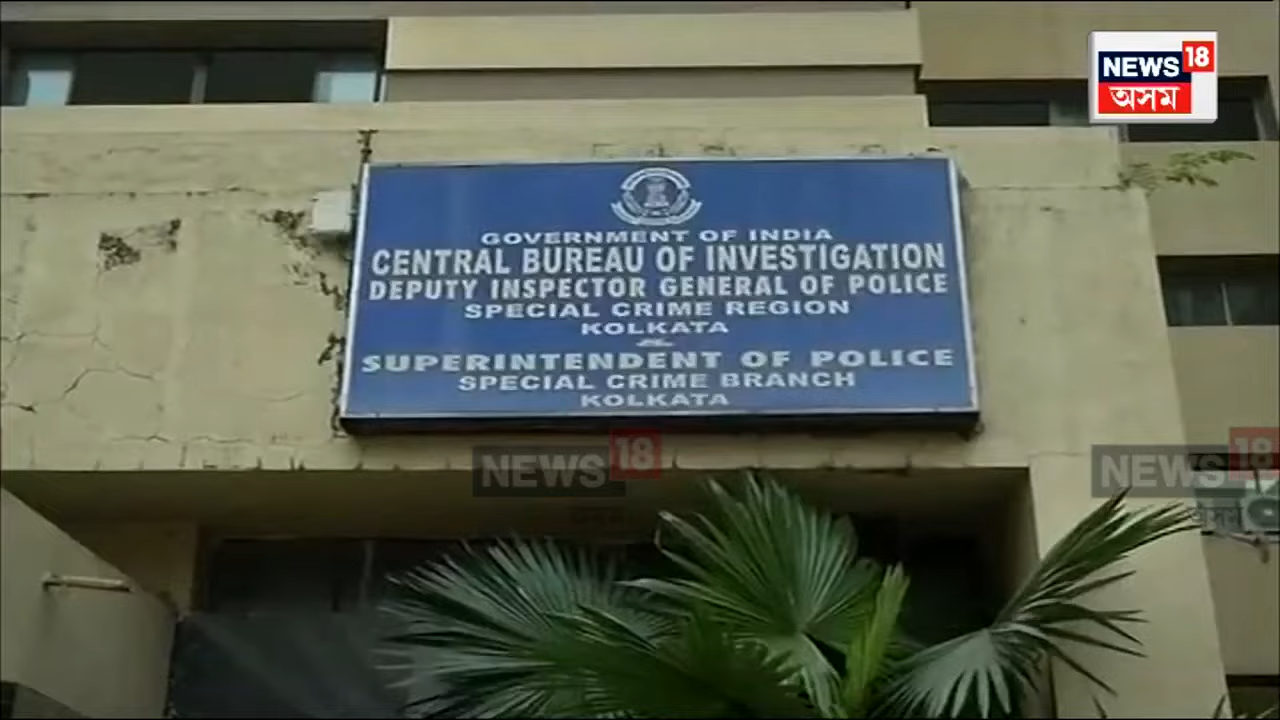 NEWS 18
অসম
GOVERNMENT OF INDIA
CENTRAL BUREAU OF INVESTIGATION
DEPUTY INSPECTOR GENERAL OF POLICE
SPECIAL CRIME REGION
KOLKATA
&
SUPERINTENDENT OF POLICE
SPECIAL CRIME BRANCH
KOLKATA
NEWS 18
NEWS 18
অসম